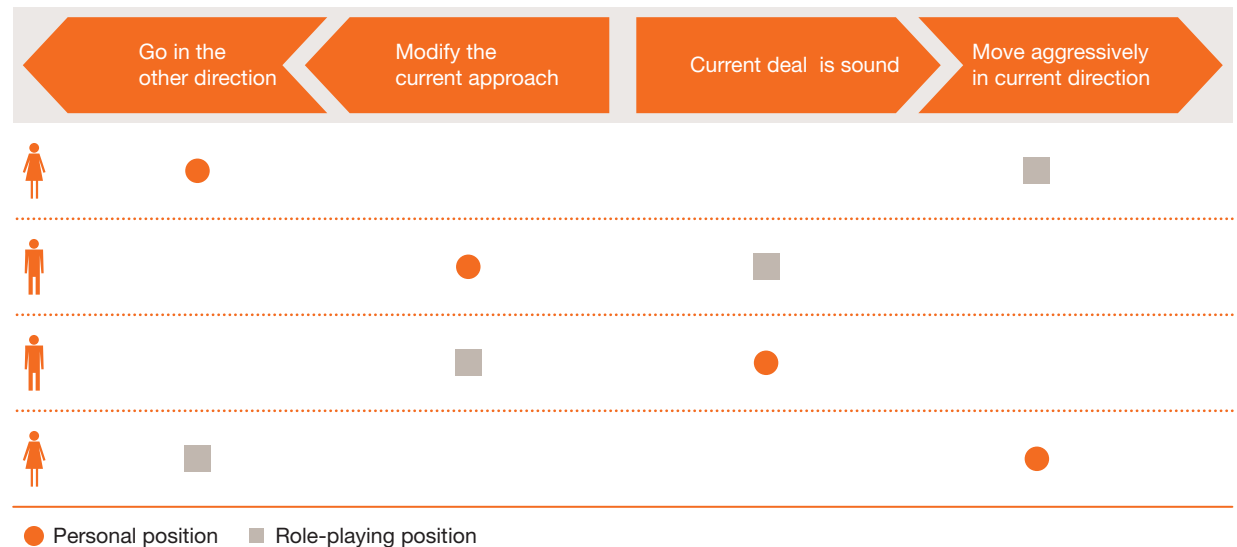 Go in the
other direction
Modify the
current approach
Current deal is sound
Move aggressively
in current direction
Personal position
Role-playing position